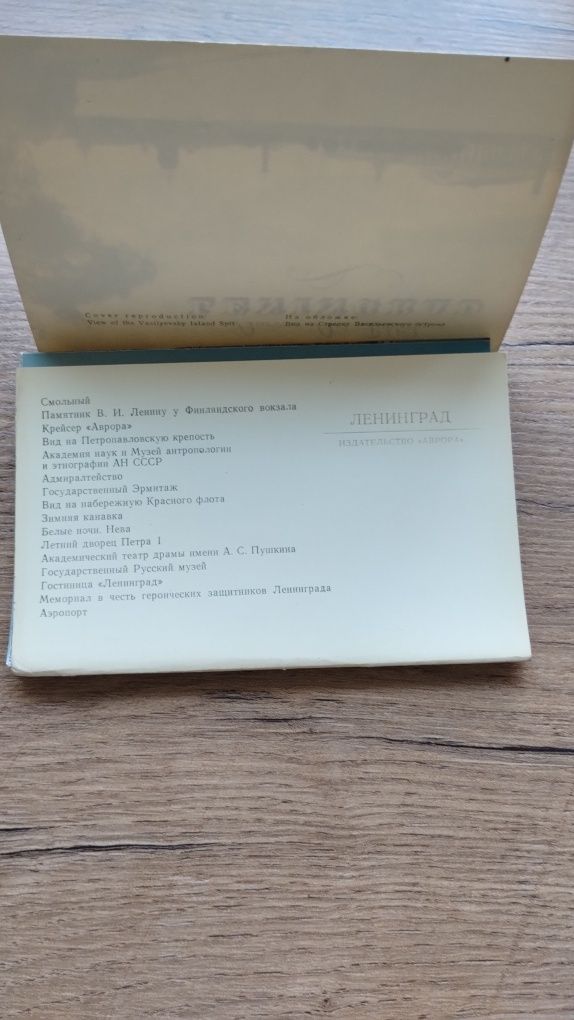 Cover reproduction:
View of the Vasilyevsky Island Spit
На обложке:
Вид на Стрелку Васильевского острова
Смольный
Памятник В. И. Ленину у Финляндского вокзала
Крейсер «Аврора»
Вид на Петропавловскую крепость
Академия наук и Музей антропологии
и этнографии АН СССР
Адмиралтейство
Государственный Эрмитаж
Вид на набережную Красного флота
Зимняя канавка
Белые ночи. Нева
Летний дворец Петра I
Академический театр драмы имени А. С. Пушкина
Государственный Русский музей
Гостиница «Ленинград»
Мемориал в честь героических защитников Ленинграда
Аэропорт
ЛЕНИНГРАД
ИЗДАТЕЛЬСТВО «АВРОРА»